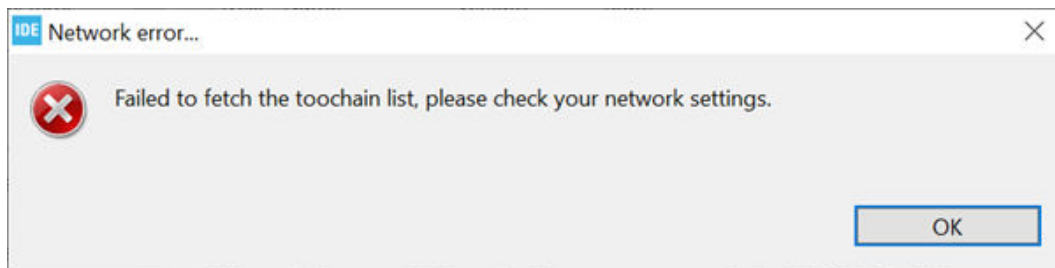 IDE Network error...
Failed to fetch the toochain list, please check your network settings.
OK